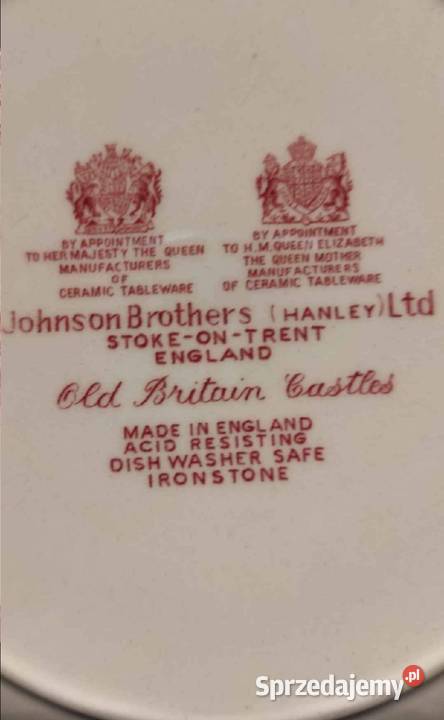 BY APPOINTMENT
TO HER MAJESTY THE QUEEN
MANUFACTURERS
OF
CERAMIC TABLEWARE
BY APPOINTMENT
TO H.M. QUEEN ELIZABETH
THE QUEEN MOTHER
MANUFACTURERS
OF CERAMIC TABLEWARE
Johnson Brothers (HANLEY) Ltd
STOKE-ON-TRENT
ENGLAND
Old Britain Castles
MADE IN ENGLAND
ACID RESISTING
DISH WASHER SAFE
IRONSTONE
Sprzedajemy.pl